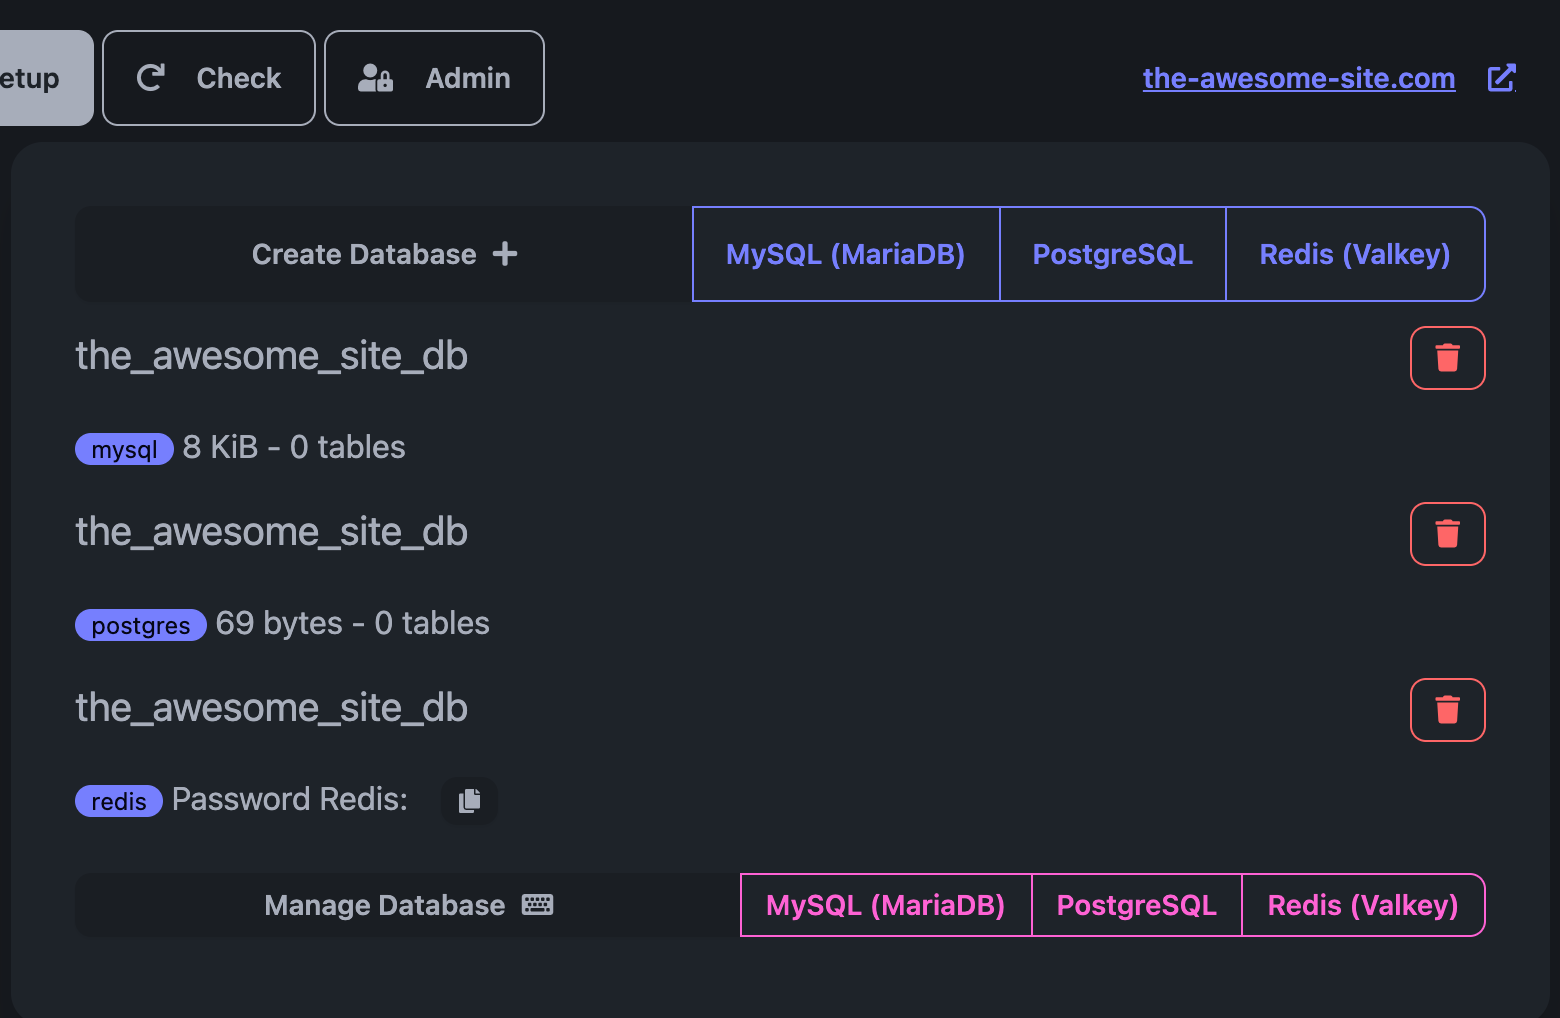 etup Check Admin the-awesome-site.com
Create Database MySQL (MariaDB) PostgreSQL Redis (Valkey)
the_awesome_site_db
mysql 8 KiB - 0 tables
the_awesome_site_db
postgres 69 bytes - 0 tables
the_awesome_site_db
redis Password Redis:
Manage Database MySQL (MariaDB) PostgreSQL Redis (Valkey)